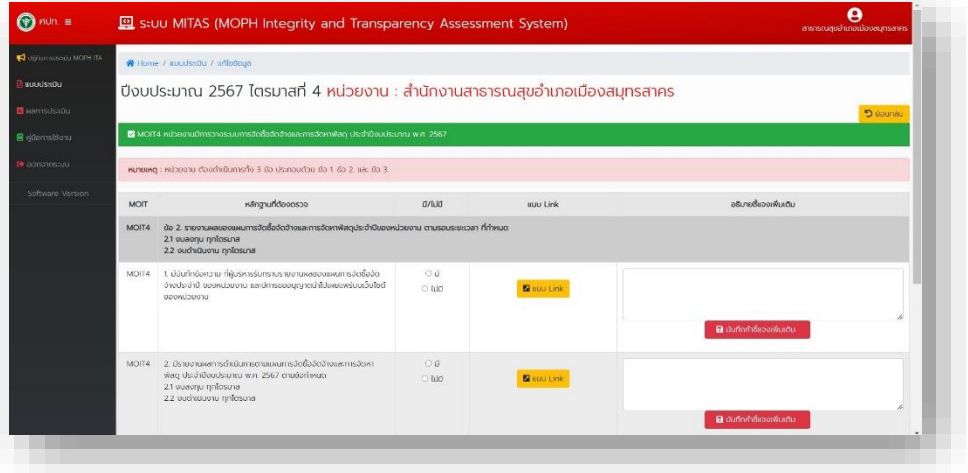 ศปท.
ระบบ MITAS (MOPH Integrity and Transparency Assessment System)
สาธารณสุขอำเภอเมืองสมุทรสาคร
ปฏิทินการประเมิน MOPH ITA
แบบประเมิน
ผลการประเมิน
คู่มือการใช้งาน
ออกจากระบบ
Software Version
Home / แบบประเมิน / แก้ไขข้อมูล
ปีงบประมาณ 2567 ไตรมาสที่ 4 หน่วยงาน : สำนักงานสาธารณสุขอำเภอเมืองสมุทรสาคร
ย้อนกลับ
MOIT4 หน่วยงานมีการวางระบบการจัดซื้อจัดจ้างและการจัดหาพัสดุ ประจำปีงบประมาณ พ.ศ. 2567
หมายเหตุ : หน่วยงาน ต้องดำเนินการทั้ง 3 ข้อ ประกอบด้วย ข้อ 1. ข้อ 2. และ ข้อ 3.
MOIT หลักฐานที่ต้องตรวจ มี/ไม่มี แนบ Link อธิบายชี้แจงเพิ่มเติม
MOIT4 ข้อ 2. รายงานผลของแผนการจัดซื้อจัดจ้างและการจัดหาพัสดุประจำปีของหน่วยงาน ตามรอบระยะเวลา ที่กำหนด
2.1 งบลงทุน ทุกไตรมาส
2.2 งบดำเนินงาน ทุกไตรมาส
MOIT4 1. มีบันทึกข้อความ ที่ผู้บริหารรับทราบรายงานผลของแผนการจัดซื้อจัด
จ้างประจำปี ของหน่วยงาน และมีการขออนุญาตนำไปเผยแพร่บนเว็บไซต์
ของหน่วยงาน
มี
ไม่มี
แนบ Link
บันทึกคำชี้แจงเพิ่มเติม
MOIT4 2. มีรายงานผลการดำเนินการตามแผนการจัดซื้อจัดจ้างและการจัดหา
พัสดุ ประจำปีงบประมาณ พ.ศ. 2567 ตามข้อกำหนด
2.1 งบลงทุน ทุกไตรมาส
2.2 งบดำเนินงาน ทุกไตรมาส
มี
ไม่มี
แนบ Link
บันทึกคำชี้แจงเพิ่มเติม